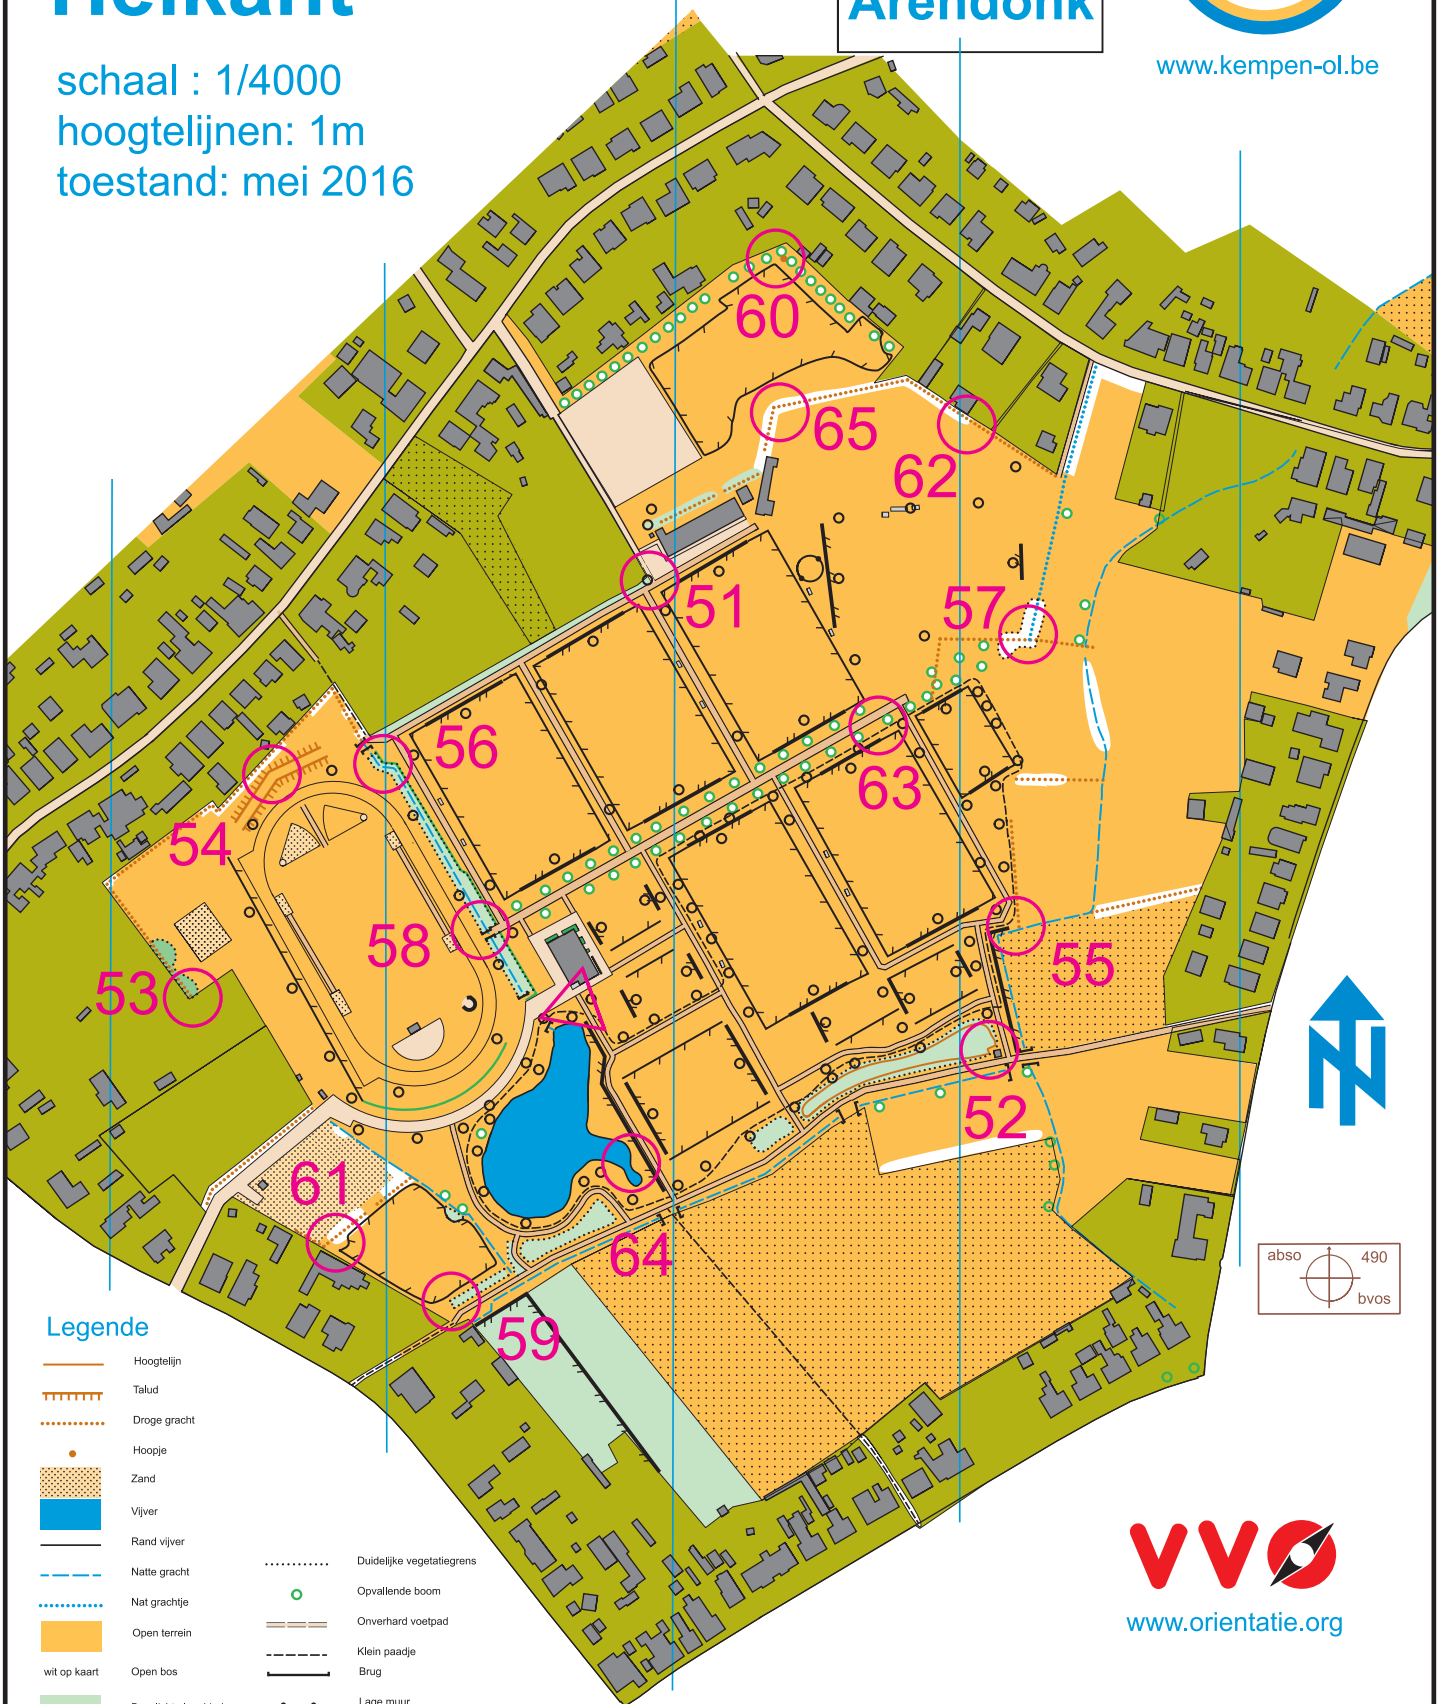 Heikant
Arendonk
www.kempen-ol.be
schaal : 1/4000
hoogtelijnen: 1m
toestand: mei 2016
60
65
62
51
57
56
63
54
58
55
53
52
61
64
59
abso
490
bvos
N
Legende
Hoogtelijn
Talud
Droge gracht
Hoopje
Zand
Vijver
Rand vijver
Natte gracht
Nat grachtje
Open terrein
wit op kaart Open bos
Duidelijke vegetatiegrens
Opvallende boom
Onverhard voetpad
Klein paadje
Brug
Lage muur
VVO
www.orientatie.org